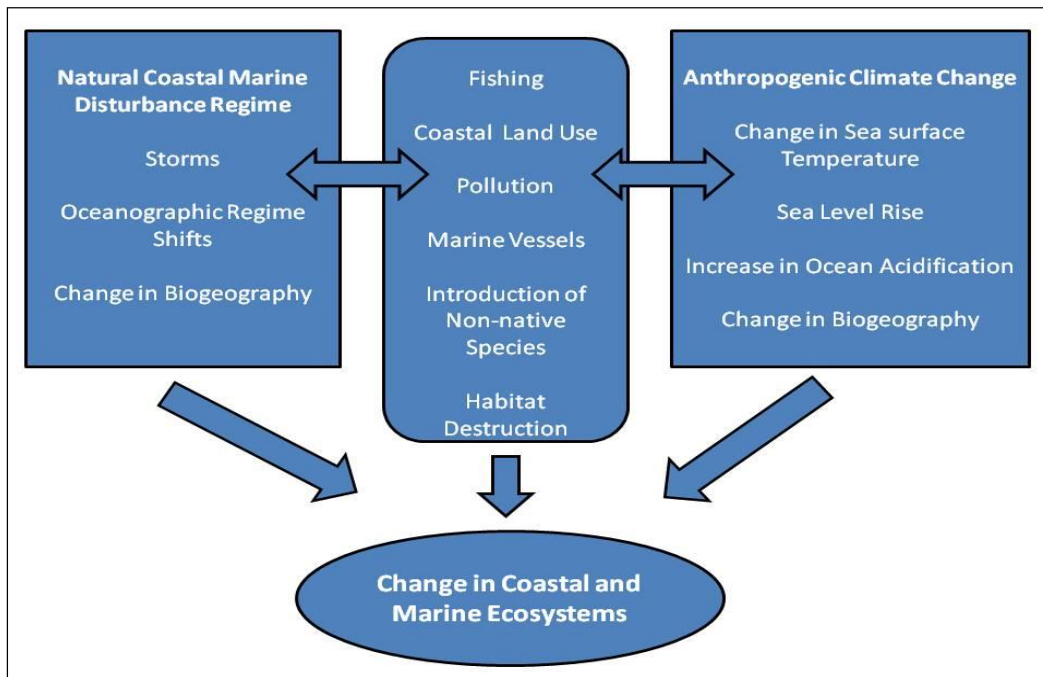 Natural Coastal Marine
Disturbance Regime
Storms
Oceanographic Regime
Shifts
Change in Biogeography
Fishing
Coastal Land Use
Pollution
Marine Vessels
Introduction of
Non-native
Species
Habitat
Destruction
Anthropogenic Climate Change
Change in Sea surface
Temperature
Sea Level Rise
Increase in Ocean Acidification
Change in Biogeography
Change in Coastal and
Marine Ecosystems